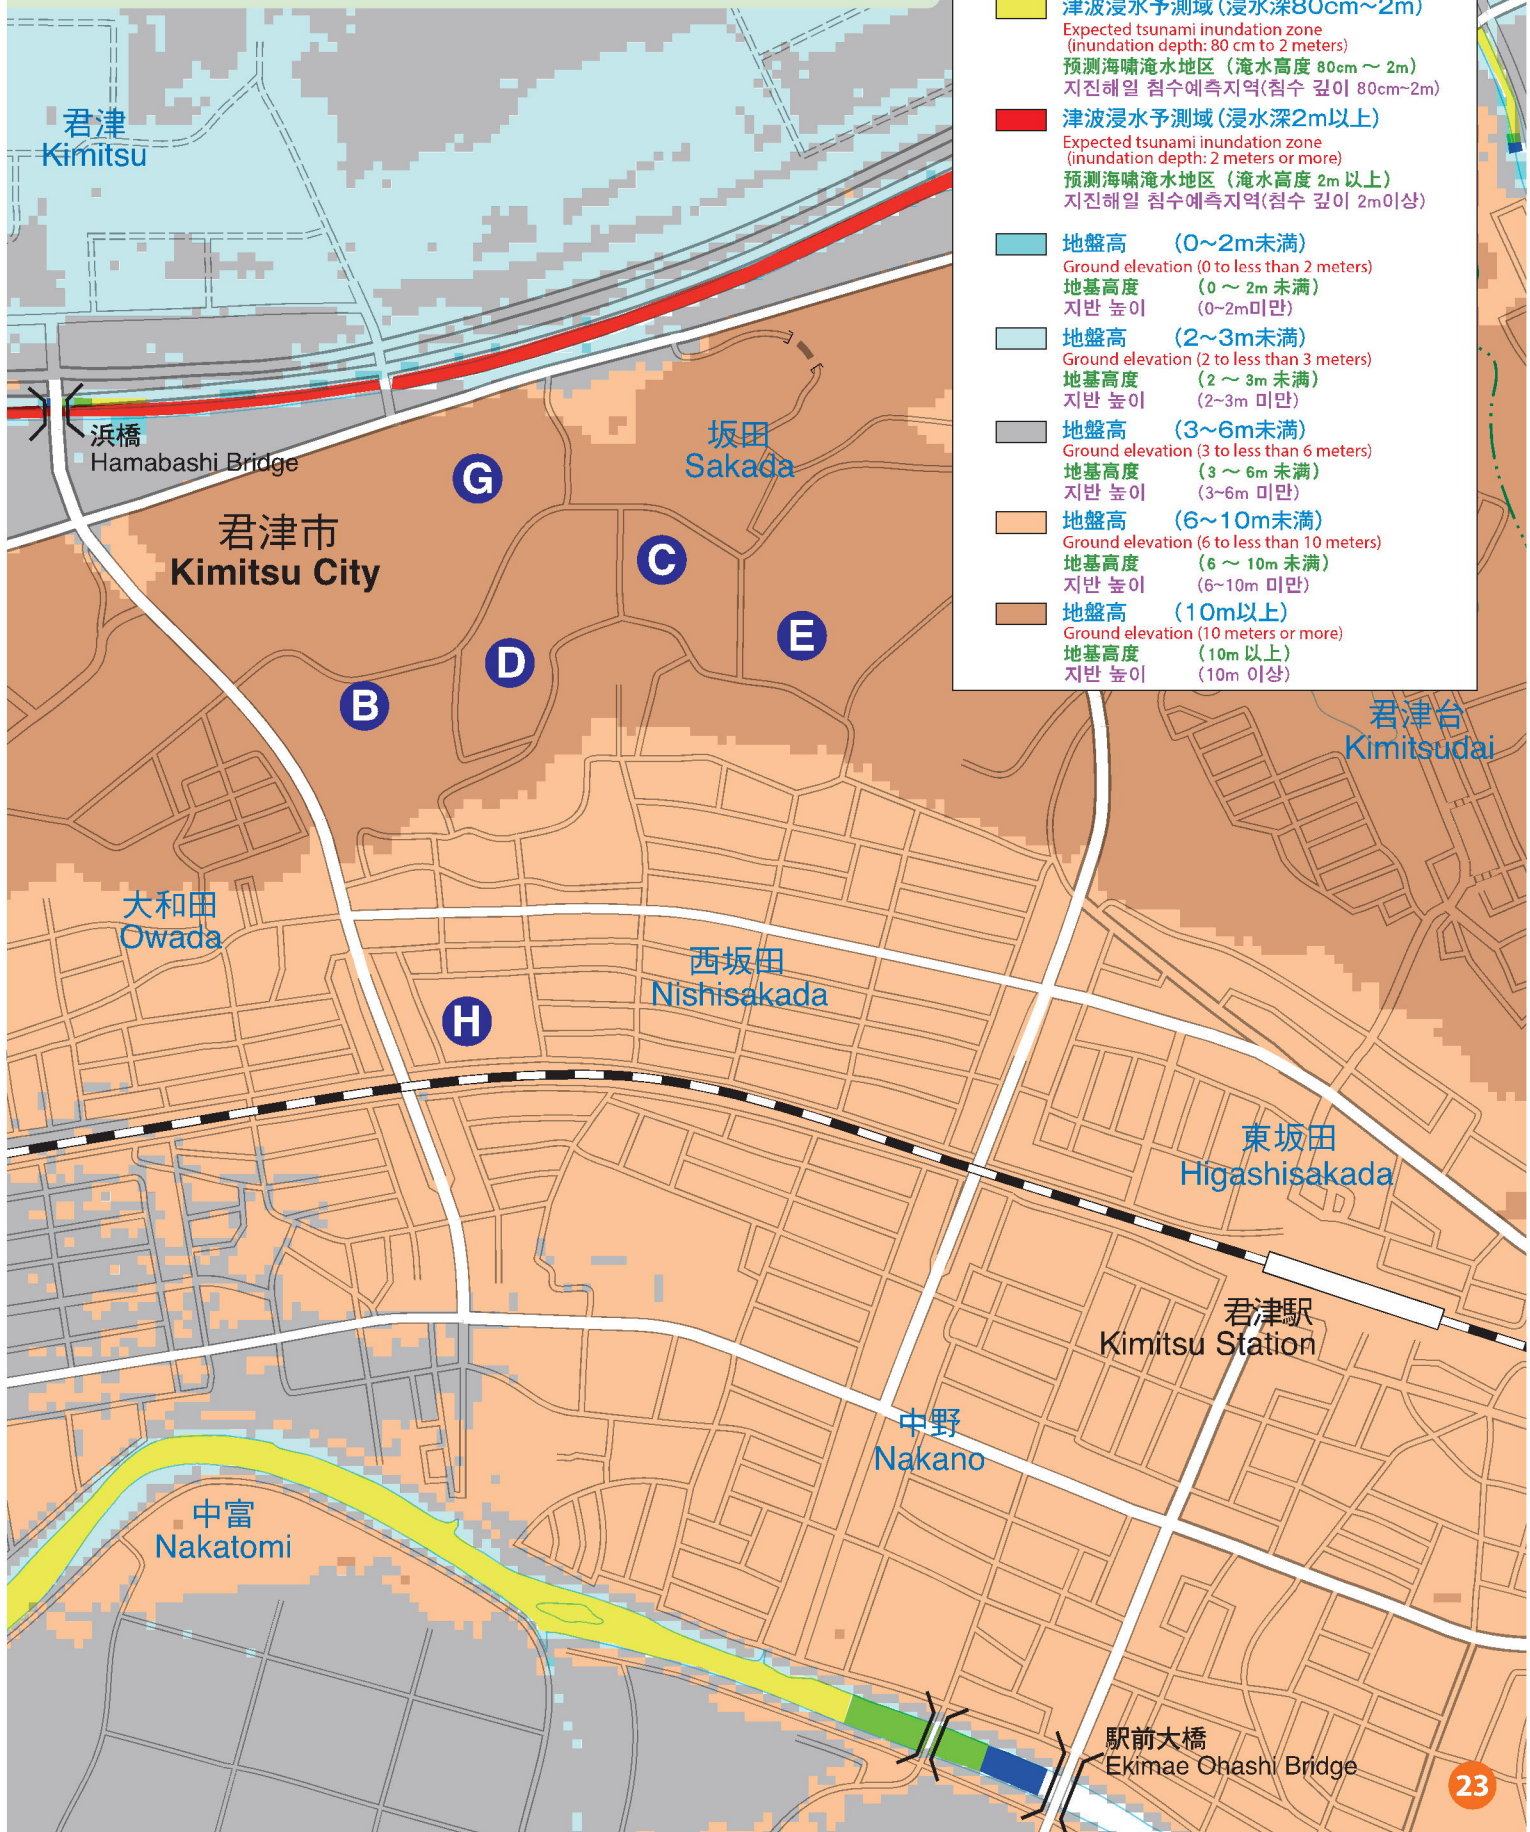 津波浸水予測域(浸水深80cm~2m)
Expected tsunami inundation zone
(inundation depth: 80 cm to 2 meters)
预测海啸淹水地区（淹水高度 80cm ～ 2m）
지진해일 침수예측지역(침수 깊이 80cm~2m)
津波浸水予測域(浸水深2m以上)
Expected tsunami inundation zone
(inundation depth: 2 meters or more)
预测海啸淹水地区（淹水高度 2m 以上）
지진해일 침수예측지역(침수 깊이 2m이상)
地盤高 (0~2m未満)
Ground elevation (0 to less than 2 meters)
地基高度 (0 ～ 2m 未満)
지반 높이 (0~2m미만)
地盤高 (2~3m未満)
Ground elevation (2 to less than 3 meters)
地基高度 (2 ～ 3m 未満)
지반 높이 (2~3m 미만)
地盤高 (3~6m未満)
Ground elevation (3 to less than 6 meters)
地基高度 (3 ～ 6m 未満)
지반 높이 (3~6m 미만)
地盤高 (6~10m未満)
Ground elevation (6 to less than 10 meters)
地基高度 (6 ～ 10m 未満)
지반 높이 (6~10m 미만)
地盤高 (10m以上)
Ground elevation (10 meters or more)
地基高度 (10m 以上)
지반 높이 (10m 이상)
君津
Kimitsu
浜橋
Hamabashi Bridge
坂田
Sakada
G
君津市
Kimitsu City
C
E
D
B
君津台
Kimitsudai
大和田
Owada
西坂田
Nishisakada
H
東坂田
Higashisakada
君津駅
Kimitsu Station
中野
Nakano
中富
Nakatomi
駅前大橋
Ekimae Ohashi Bridge
23